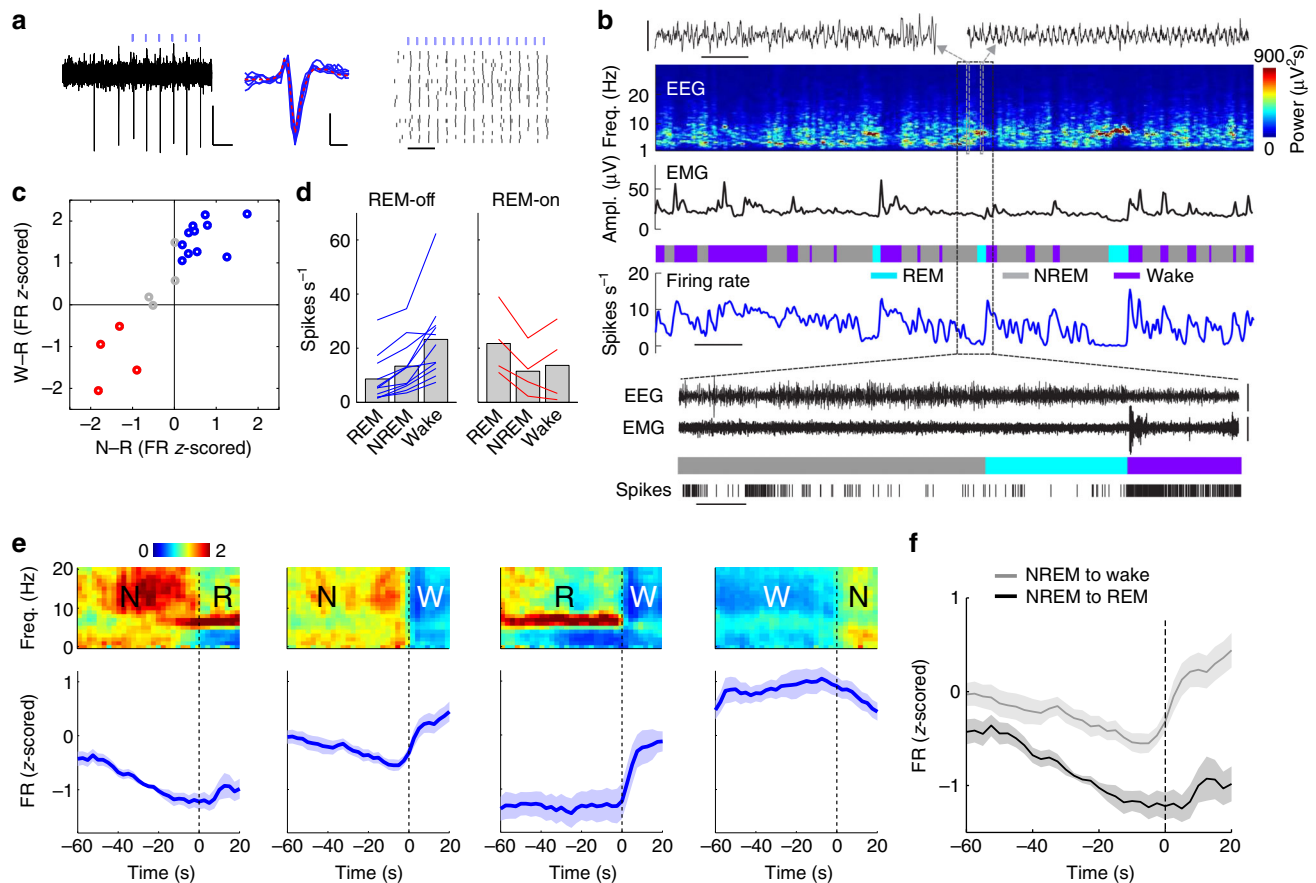 a
b
900
0
Power (µV²s)
EEG
Freq. (Hz)
20
10
1
EMG
Ampl. (µV)
50
0
REM
NREM
Wake
Firing rate
Spikes s⁻¹
20
10
0
EEG
EMG
Spikes
c
W–R (FR z-scored)
2
1
0
−1
−2
−2 −1 0 1 2
N–R (FR z-scored)
d
REM-off
REM-on
Spikes s⁻¹
60
40
20
0
REM NREM Wake
REM NREM Wake
e
0 2
Freq. (Hz)
20
10
0
N R
N W
R W
W N
FR (z-scored)
1
0
−1
−60 −40 −20 0 20
−60 −40 −20 0 20
−60 −40 −20 0 20
−60 −40 −20 0 20
Time (s)
Time (s)
Time (s)
Time (s)
f
NREM to wake
NREM to REM
FR (z-scored)
1
0
−1
−60 −40 −20 0 20
Time (s)